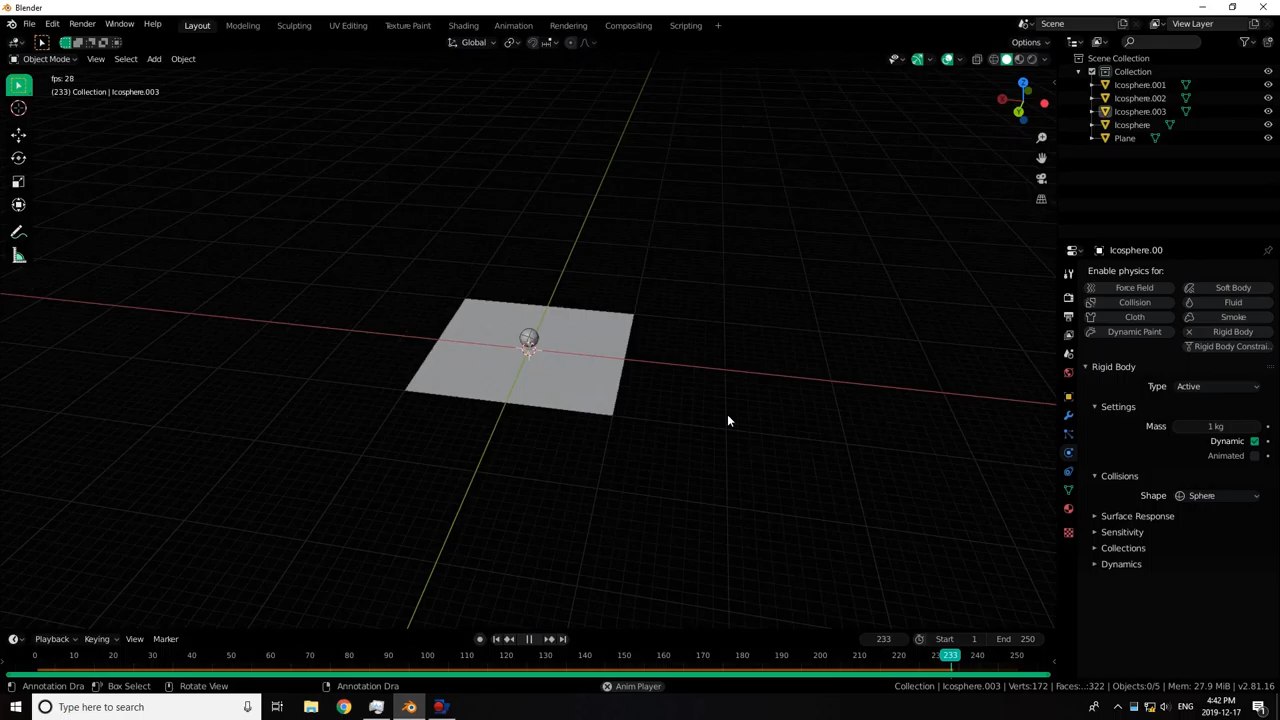 Blender
File Edit Render Window Help Layout Modeling Sculpting UV Editing Texture Paint Shading Animation Rendering Compositing Scripting + Scene View Layer
Global Options
Object Mode View Select Add Object
fps: 28
(233) Collection | Icosphere.003
Z
X
Y
Scene Collection
Collection
Icosphere.001
Icosphere.002
Icosphere.003
Icosphere
Plane
Icosphere.00
Enable physics for:
Force Field Soft Body
Collision Fluid
Cloth Smoke
Dynamic Paint Rigid Body
Rigid Body Constrai..
Rigid Body
Type Active
Settings
Mass 1 kg
Dynamic
Animated
Collisions
Shape Sphere
Surface Response
Sensitivity
Collections
Dynamics
Playback Keying View Marker 233 Start 1 End 250
0 10 20 30 40 50 60 70 80 90 100 110 120 130 140 150 160 170 180 190 200 210 220 23 233 240 250
Annotation Dra Box Select Rotate View Annotation Dra Anim Player Collection | Icosphere.003 | Verts:172 | Faces:..:322 | Objects:0/5 | Mem: 27.9 MiB | v2.81.16
Type here to search
4:42 PM
2019-12-17
1